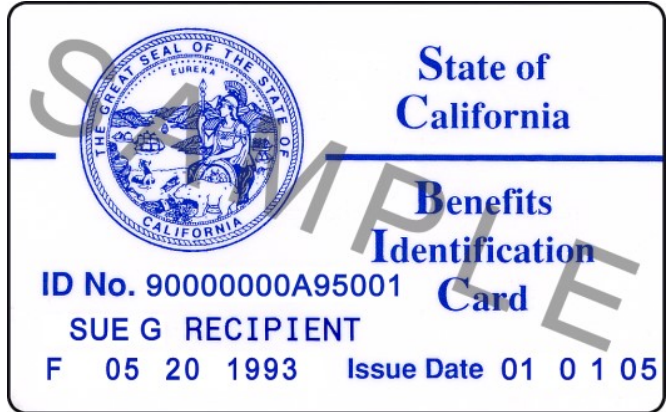 THE GREAT SEAL OF THE STATE OF CALIFORNIA
EUREKA
State of
California
Benefits
Identification
Card
ID No. 90000000A95001
SUE G RECIPIENT
F 05 20 1993 Issue Date 01 0 1 05
SAMPLE